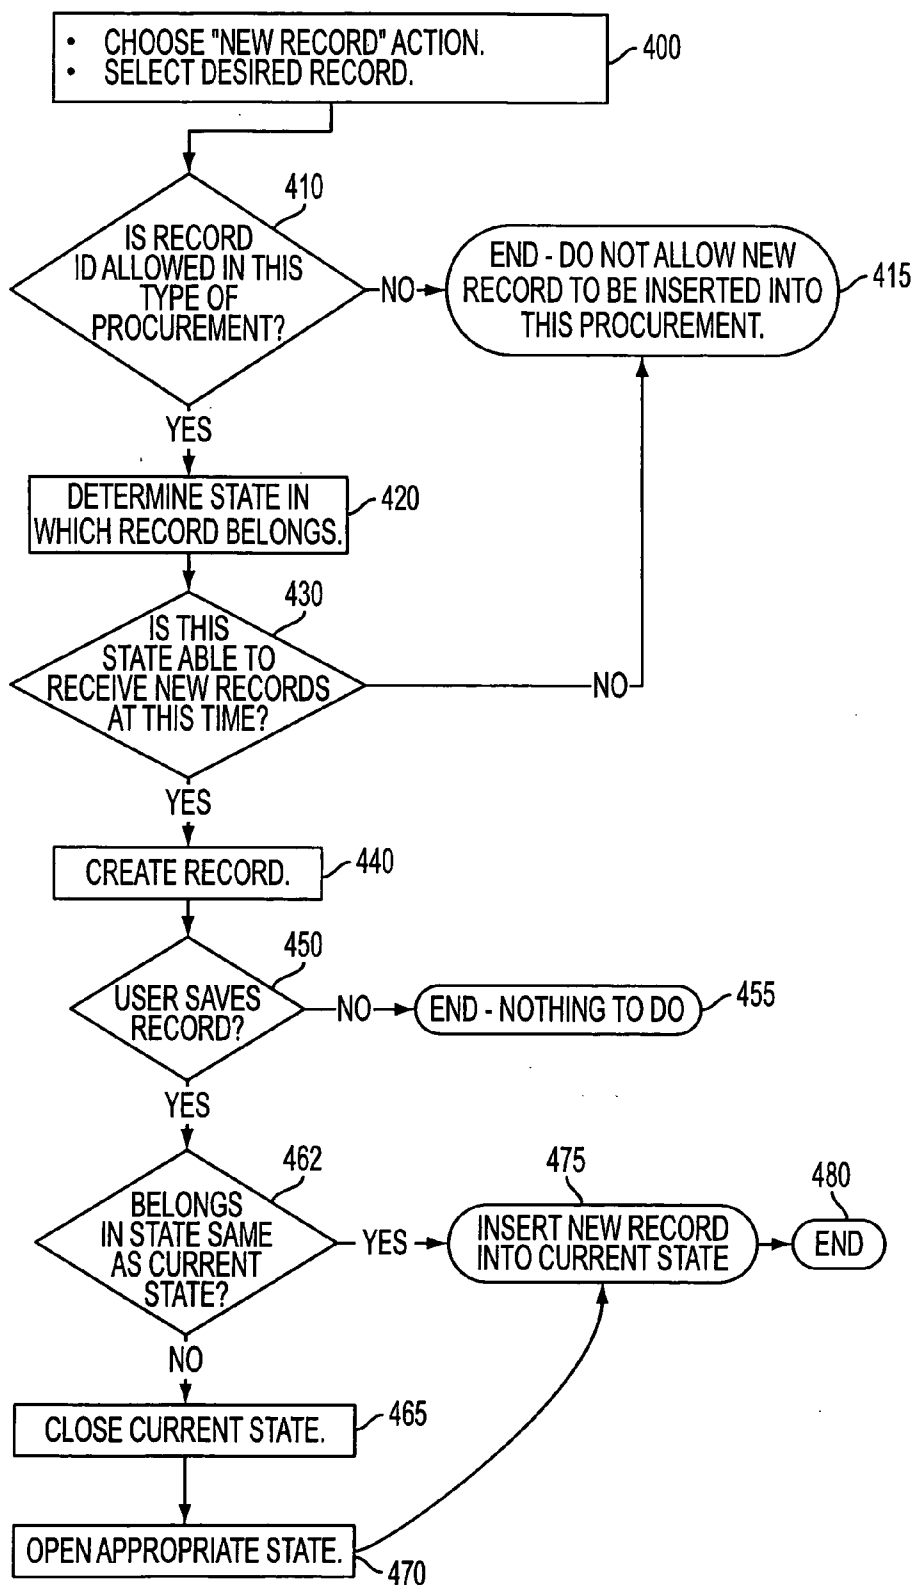 • CHOOSE "NEW RECORD" ACTION.
• SELECT DESIRED RECORD.
400
410
IS RECORD
ID ALLOWED IN THIS
TYPE OF
PROCUREMENT?
NO
END - DO NOT ALLOW NEW
RECORD TO BE INSERTED INTO
THIS PROCUREMENT.
415
YES
DETERMINE STATE IN
WHICH RECORD BELONGS.
420
430
IS THIS
STATE ABLE TO
RECEIVE NEW RECORDS
AT THIS TIME?
NO
YES
CREATE RECORD.
440
450
USER SAVES
RECORD?
NO
END - NOTHING TO DO
455
YES
462
BELONGS
IN STATE SAME
AS CURRENT
STATE?
YES
475
INSERT NEW RECORD
INTO CURRENT STATE
480
END
NO
CLOSE CURRENT STATE.
465
OPEN APPROPRIATE STATE.
470